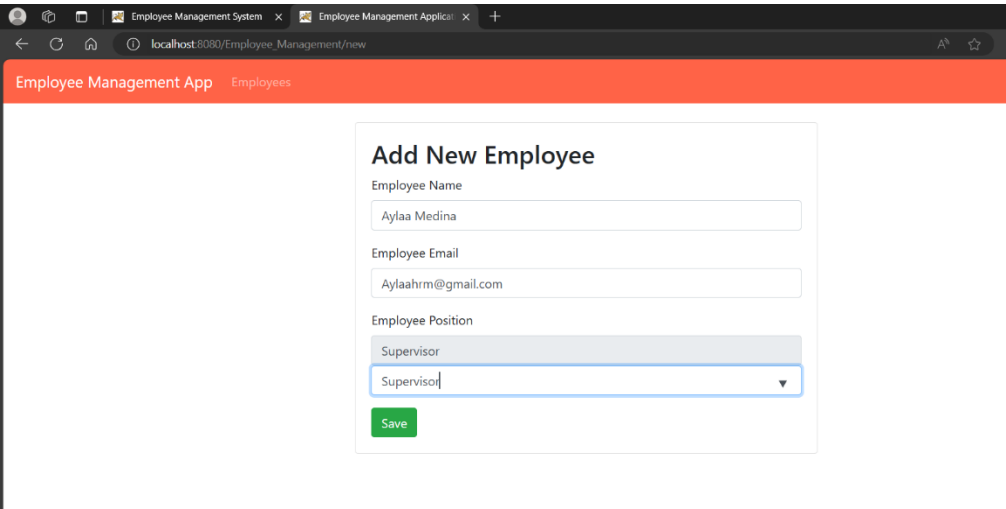 Employee Management System
Employee Management Applicat
localhost:8080/Employee_Management/new
Employee Management App Employees
Add New Employee
Employee Name
Aylaa Medina
Employee Email
Aylaahrm@gmail.com
Employee Position
Supervisor
Supervisor
Save